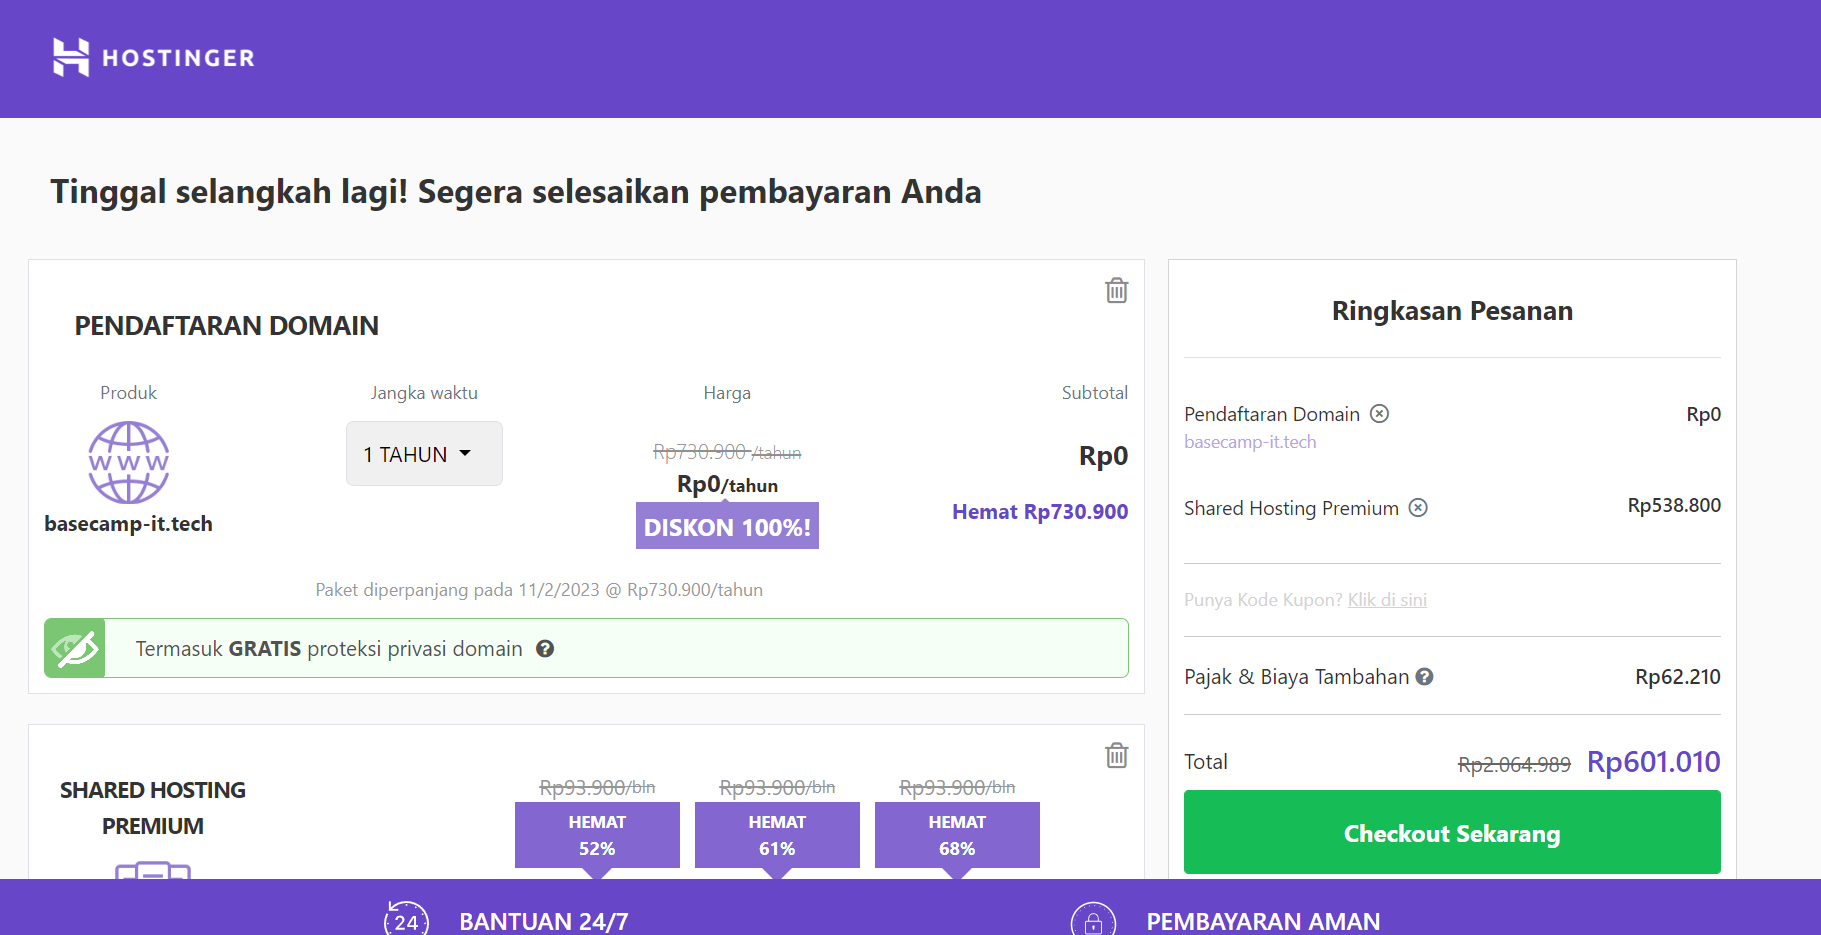 HOSTINGER
Tinggal selangkah lagi! Segera selesaikan pembayaran Anda
PENDAFTARAN DOMAIN
Produk
Jangka waktu
Harga
Subtotal
WWW
basecamp-it.tech
1 TAHUN
Rp730.900 /tahun
Rp0/tahun
DISKON 100%!
Rp0
Hemat Rp730.900
Paket diperpanjang pada 11/2/2023 @ Rp730.900/tahun
Termasuk GRATIS proteksi privasi domain ?
SHARED HOSTING
PREMIUM
Rp93.900/bln
HEMAT
52%
Rp93.900/bln
HEMAT
61%
Rp93.900/bln
HEMAT
68%
Ringkasan Pesanan
Pendaftaran Domain
Rp0
basecamp-it.tech
Shared Hosting Premium
Rp538.800
Punya Kode Kupon? Klik di sini
Pajak & Biaya Tambahan ?
Rp62.210
Total
Rp2.064.989 Rp601.010
Checkout Sekarang
24
BANTUAN 24/7
PEMBAYARAN AMAN